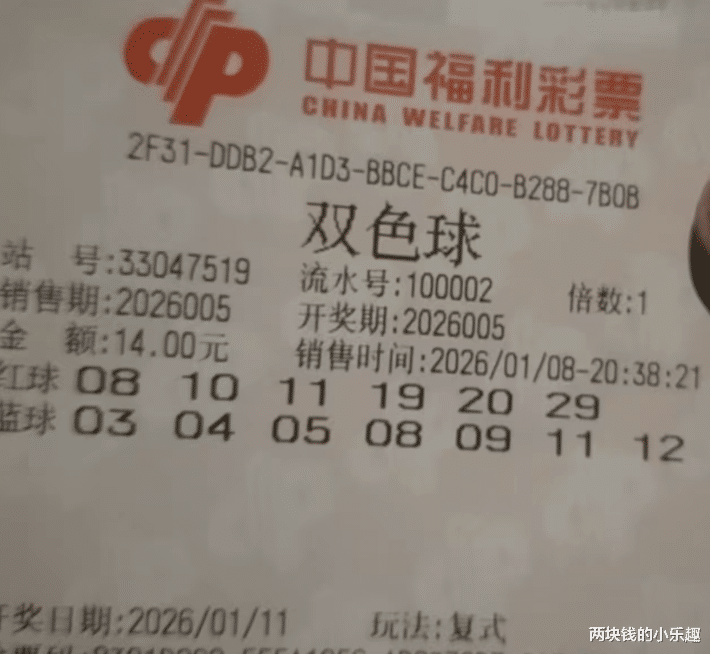 中国福利彩票
CHINA WELFARE LOTTERY
2F31-DDB2-A1D3-BBCE-C4C0-B288-7B0B
双色球
站 号:33047519 流水号:100002 倍数:1
销售期:2026005 开奖期:2026005
金 额:14.00元 销售时间:2026/01/08-20:38:21
红球 08 10 11 19 20 29
蓝球 03 04 05 08 09 11 12
开奖日期:2026/01/11 玩法:复式
两块钱的小乐趣